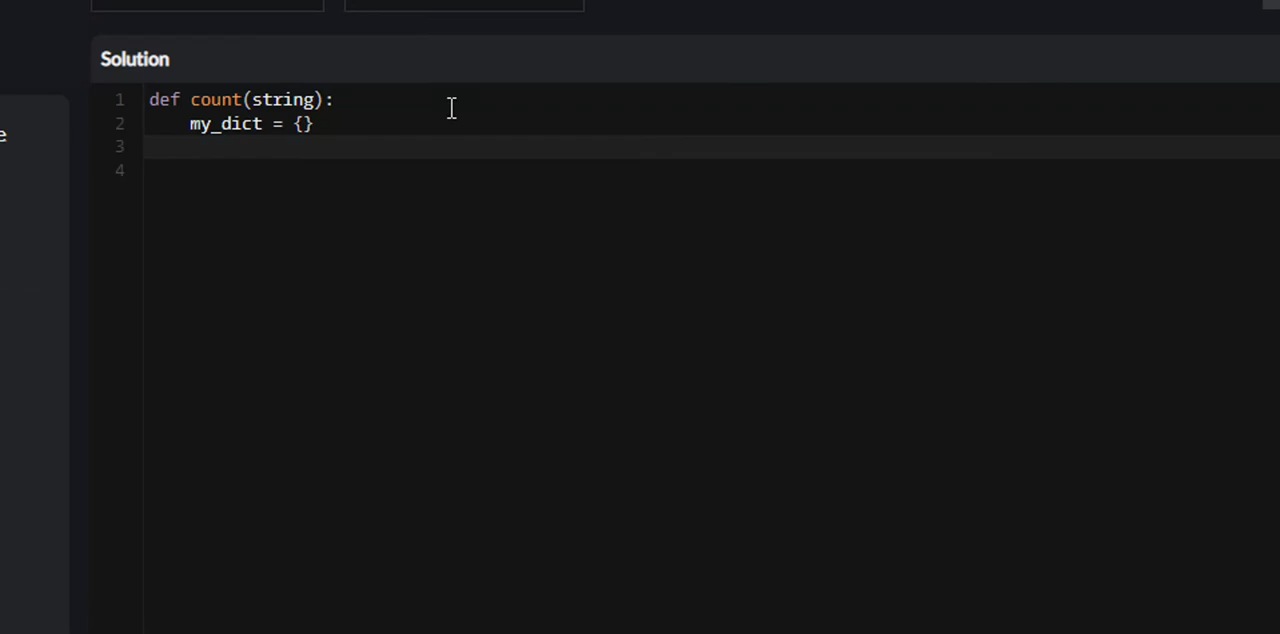 Solution
1 def count(string):
e
2     my_dict = {}
3
4